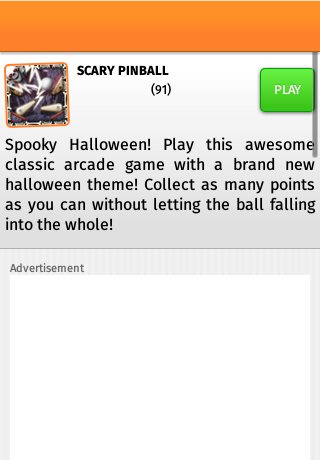 SCARY PINBALL
(91)
PLAY
Spooky Halloween! Play this awesome
classic arcade game with a brand new
halloween theme! Collect as many points
as you can without letting the ball falling
into the whole!
Advertisement